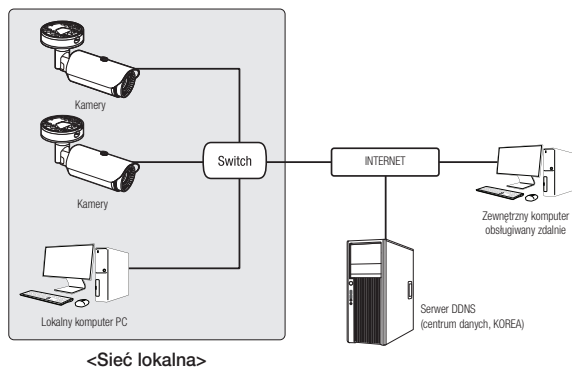 Kamery
Kamery
Switch
INTERNET
Zewnętrzny komputer
obsługiwany zdalnie
Lokalny komputer PC
Serwer DDNS
(centrum danych, KOREA)
<Sieć lokalna>